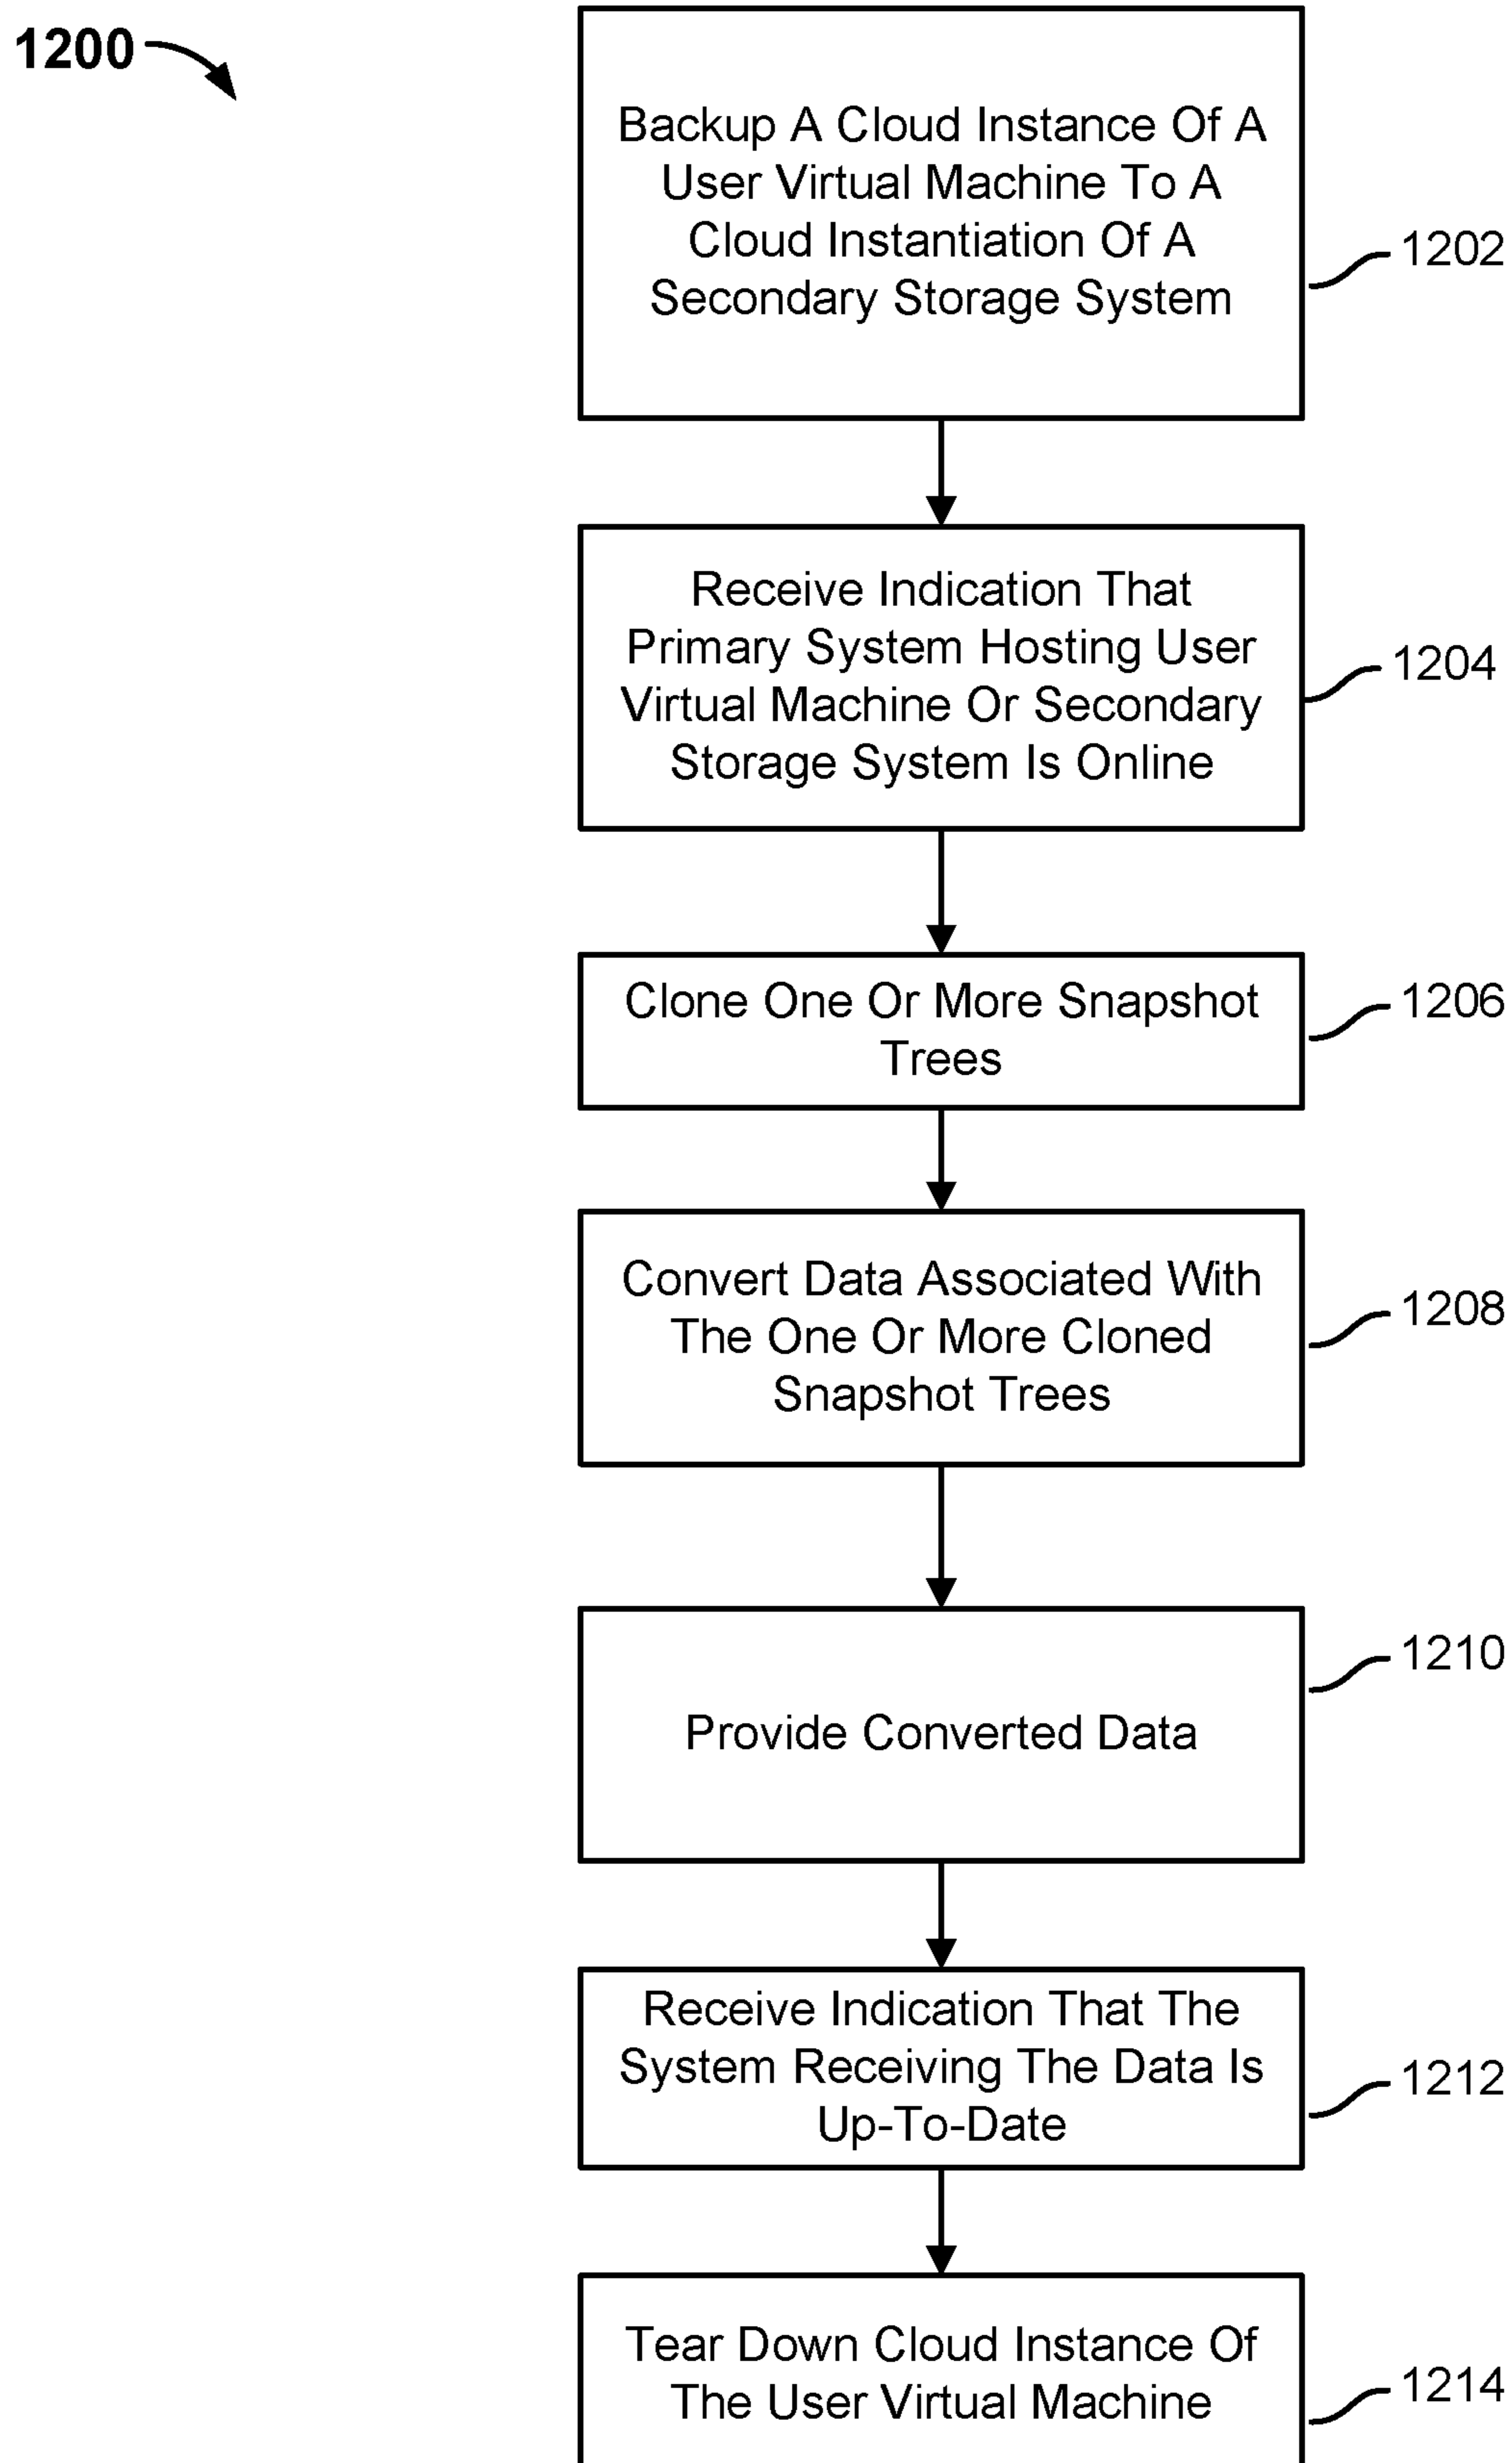 1200
Backup A Cloud Instance Of A
User Virtual Machine To A
Cloud Instantiation Of A
Secondary Storage System
1202
Receive Indication That
Primary System Hosting User
Virtual Machine Or Secondary
Storage System Is Online
1204
Clone One Or More Snapshot
Trees
1206
Convert Data Associated With
The One Or More Cloned
Snapshot Trees
1208
Provide Converted Data
1210
Receive Indication That The
System Receiving The Data Is
Up-To-Date
1212
Tear Down Cloud Instance Of
The User Virtual Machine
1214